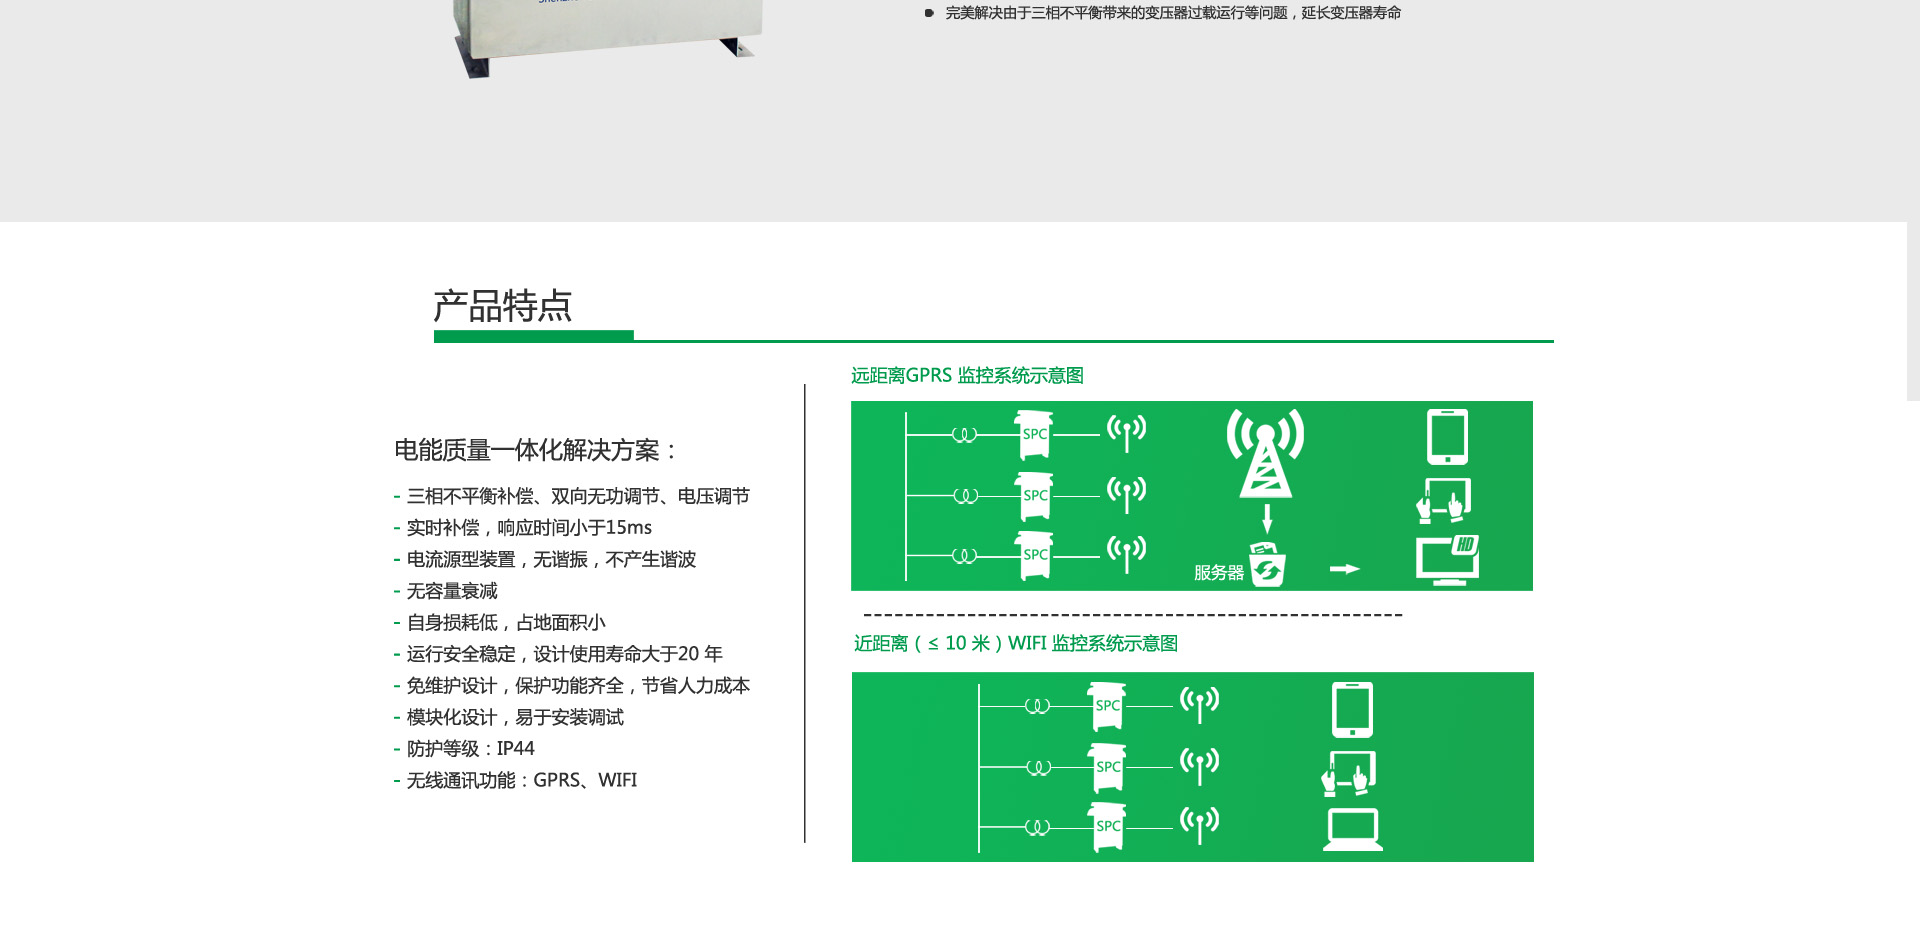 完美解决由于三相不平衡带来的变压器过载运行等问题，延长变压器寿命
产品特点
电能质量一体化解决方案：
- 三相不平衡补偿、双向无功调节、电压调节
- 实时补偿，响应时间小于15ms
- 电流源型装置，无谐振，不产生谐波
- 无容量衰减
- 自身损耗低，占地面积小
- 运行安全稳定，设计使用寿命大于20 年
- 免维护设计，保护功能齐全，节省人力成本
- 模块化设计，易于安装调试
- 防护等级：IP44
- 无线通讯功能：GPRS、WIFI
远距离GPRS 监控系统示意图
SPC
SPC
SPC
服务器
HD
近距离（≤ 10 米）WIFI 监控系统示意图
SPC
SPC
SPC